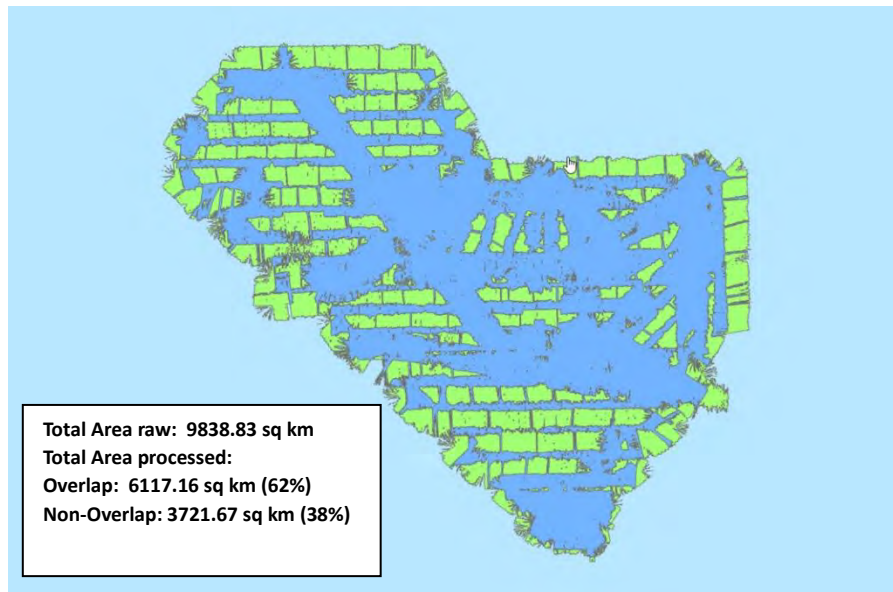 Total Area raw: 9838.83 sq km
Total Area processed:
Overlap: 6117.16 sq km (62%)
Non-Overlap: 3721.67 sq km (38%)